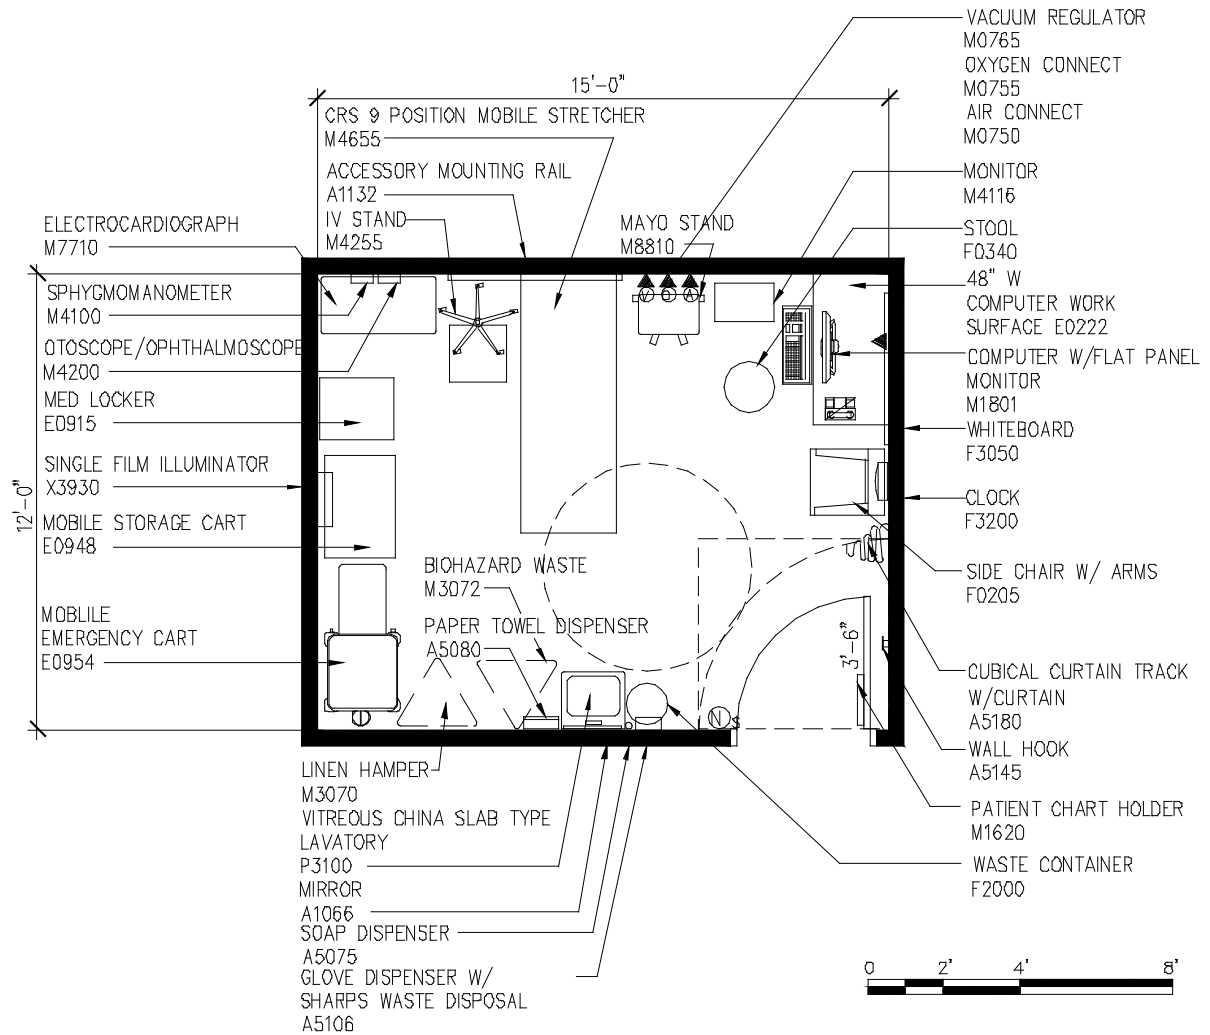 15'-0"
CRS 9 POSITION MOBILE STRETCHER
M4655
ACCESSORY MOUNTING RAIL
A1132
IV STAND
M4255
MAYO STAND
M8810
VACUUM REGULATOR
M0765
OXYGEN CONNECT
M0755
AIR CONNECT
M0750
MONITOR
M4116
STOOL
F0340
48" W
COMPUTER WORK
SURFACE E0222
COMPUTER W/FLAT PANEL
MONITOR
M1801
WHITEBOARD
F3050
CLOCK
F3200
SIDE CHAIR W/ ARMS
F0205
CUBICAL CURTAIN TRACK
W/CURTAIN
A5180
WALL HOOK
A5145
PATIENT CHART HOLDER
M1620
WASTE CONTAINER
F2000
ELECTROCARDIOGRAPH
M7710
SPHYGMOMANOMETER
M4100
OTOSCOPE/OPHTHALMOSCOPE
M4200
MED LOCKER
E0915
SINGLE FILM ILLUMINATOR
X3930
12'-0"
MOBILE STORAGE CART
E0948
MOBLILE
EMERGENCY CART
E0954
V O A
BIOHAZARD WASTE
M3072
PAPER TOWEL DISPENSER
A5080
3'-6"
N
S
LINEN HAMPER
M3070
VITREOUS CHINA SLAB TYPE
LAVATORY
P3100
MIRROR
A1066
SOAP DISPENSER
A5075
GLOVE DISPENSER W/
SHARPS WASTE DISPOSAL
A5106
0 2' 4' 8'